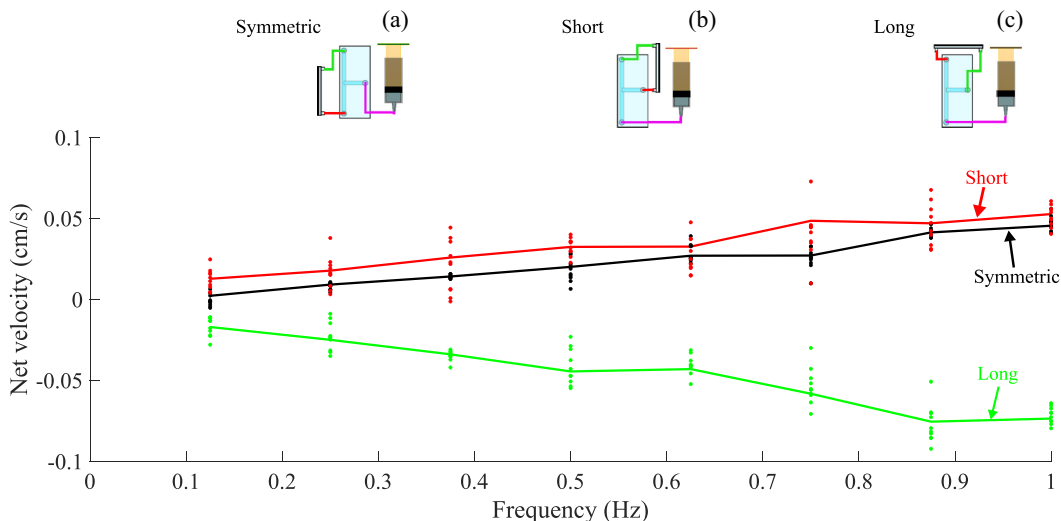 Symmetric (a) Short (b) Long (c)
0.1
0.05
0
-0.05
-0.1
Net velocity (cm/s)
Short
Symmetric
Long
0 0.1 0.2 0.3 0.4 0.5 0.6 0.7 0.8 0.9 1
Frequency (Hz)